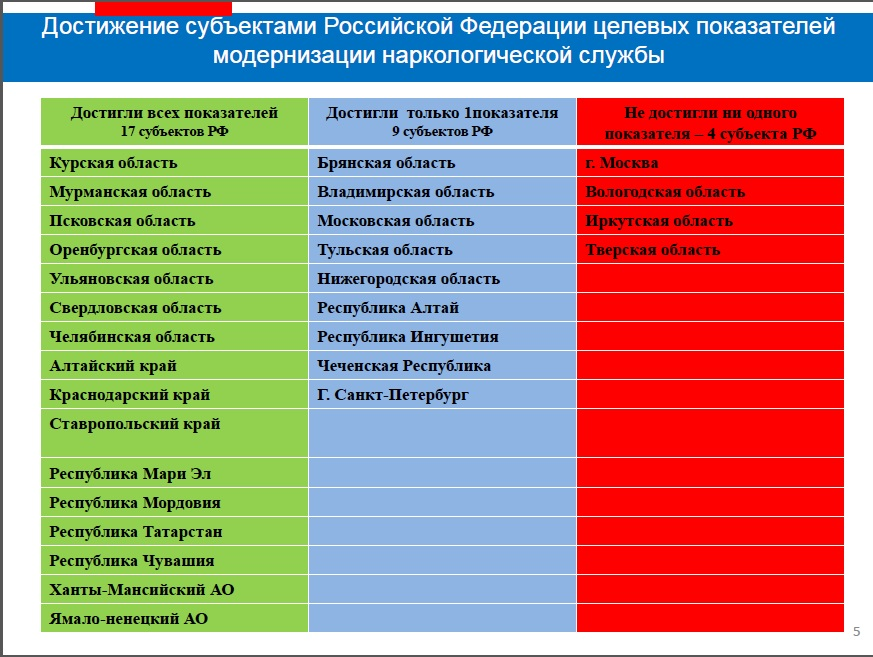 Достижение субъектами Российской Федерации целевых показателей
модернизации наркологической службы
Достигли всех показателей
17 субъектов РФ
Достигли только 1показателя
9 субъектов РФ
Не достигли ни одного
показателя – 4 субъекта РФ
Курская область
Брянская область
г. Москва
Мурманская область
Владимирская область
Вологодская область
Псковская область
Московская область
Иркутская область
Оренбургская область
Тульская область
Тверская область
Ульяновская область
Нижегородская область
Свердловская область
Республика Алтай
Челябинская область
Республика Ингушетия
Алтайский край
Чеченская Республика
Краснодарский край
Г. Санкт-Петербург
Ставропольский край
Республика Мари Эл
Республика Мордовия
Республика Татарстан
Республика Чувашия
Ханты-Мансийский АО
Ямало-ненецкий АО
5